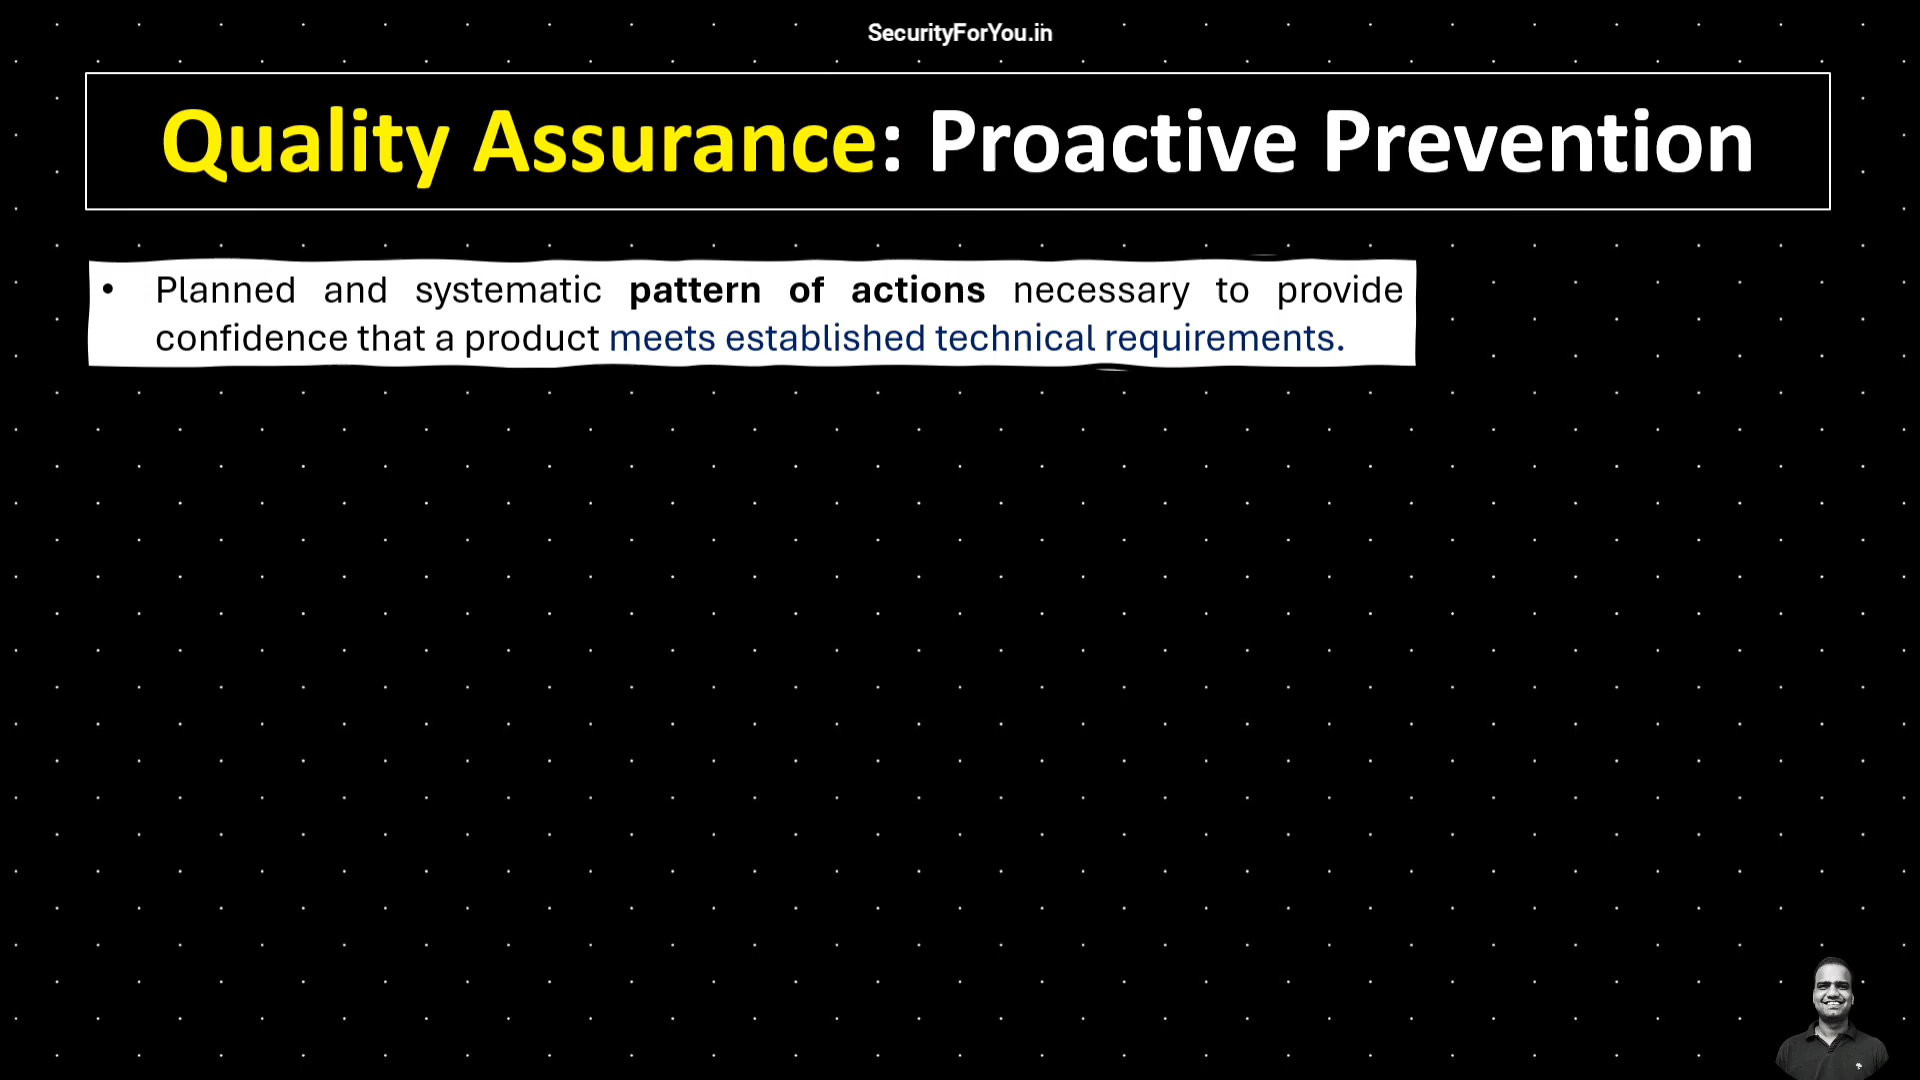 SecurityForYou.in
Quality Assurance: Proactive Prevention
• Planned and systematic pattern of actions necessary to provide
confidence that a product meets established technical requirements.